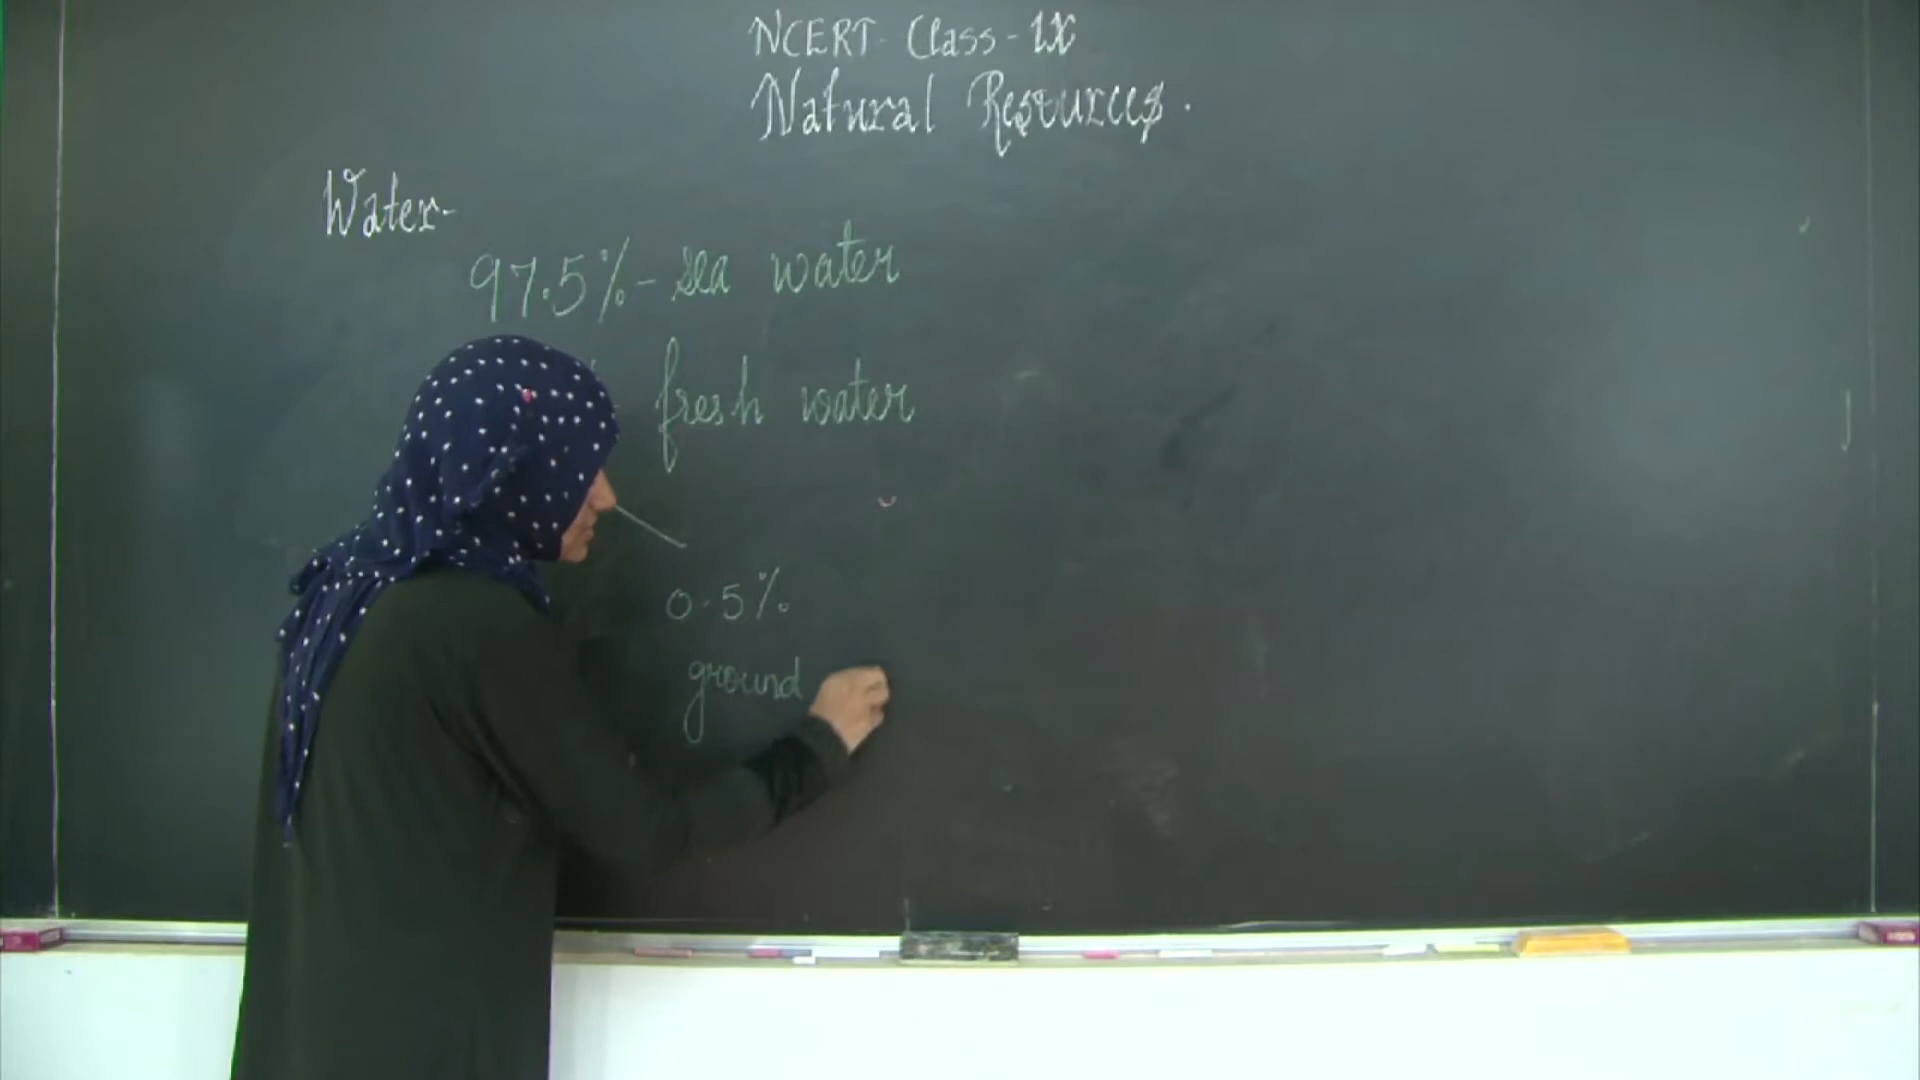 NCERT- Class-IX
Natural Resources.
Water-
97.5%- sea water
fresh water
0.5%
ground